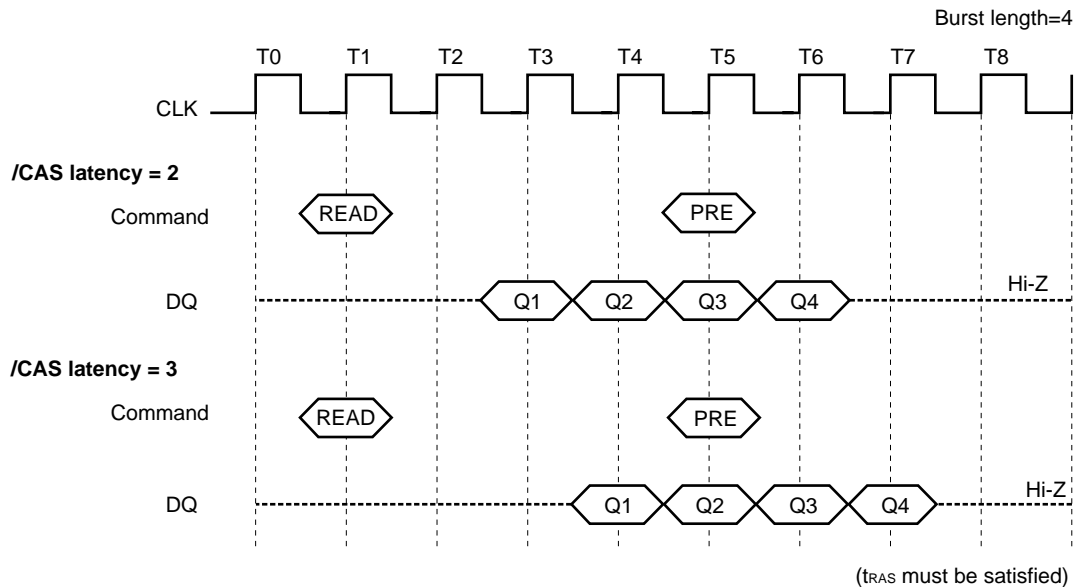 Burst length=4
T0 T1 T2 T3 T4 T5 T6 T7 T8
CLK
/CAS latency = 2
Command READ PRE
DQ Q1 Q2 Q3 Q4 Hi-Z
/CAS latency = 3
Command READ PRE
DQ Q1 Q2 Q3 Q4 Hi-Z
(tRAS must be satisfied)